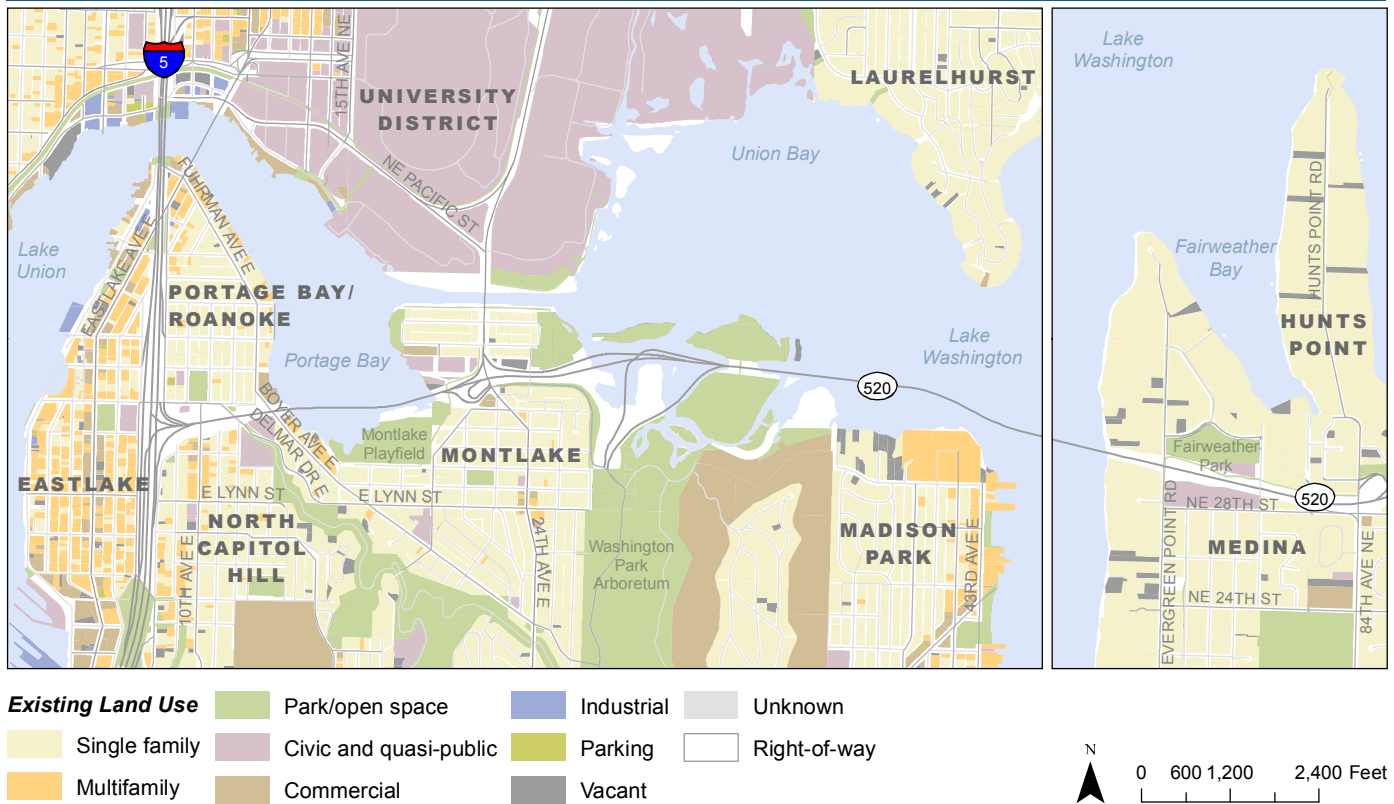 5
15TH AVE NE
UNIVERSITY
DISTRICT
LAURELHURST
Union Bay
NE PACIFIC ST
FUHRMAN AVE E
EASTLAKE AVE E
Lake
Union
PORTAGE BAY/
ROANOKE
Portage Bay
Lake
Washington
520
BOYER AVE E
DELMAR DR E
Montlake
Playfield
MONTLAKE
EASTLAKE
E LYNN ST
E LYNN ST
NORTH
CAPITOL
HILL
10TH AVE E
24TH AVE E
Washington
Park
Arboretum
MADISON
PARK
43RD AVE E
Lake
Washington
Fairweather
Bay
HUNTS POINT RD
HUNTS
POINT
Fairweather
Park
520
NE 28TH ST
MEDINA
NE 24TH ST
EVERGREEN POINT RD
84TH AVE NE
Existing Land Use
Single family
Multifamily
Park/open space
Civic and quasi-public
Commercial
Industrial
Parking
Vacant
Unknown
Right-of-way
N
0 600 1,200 2,400 Feet